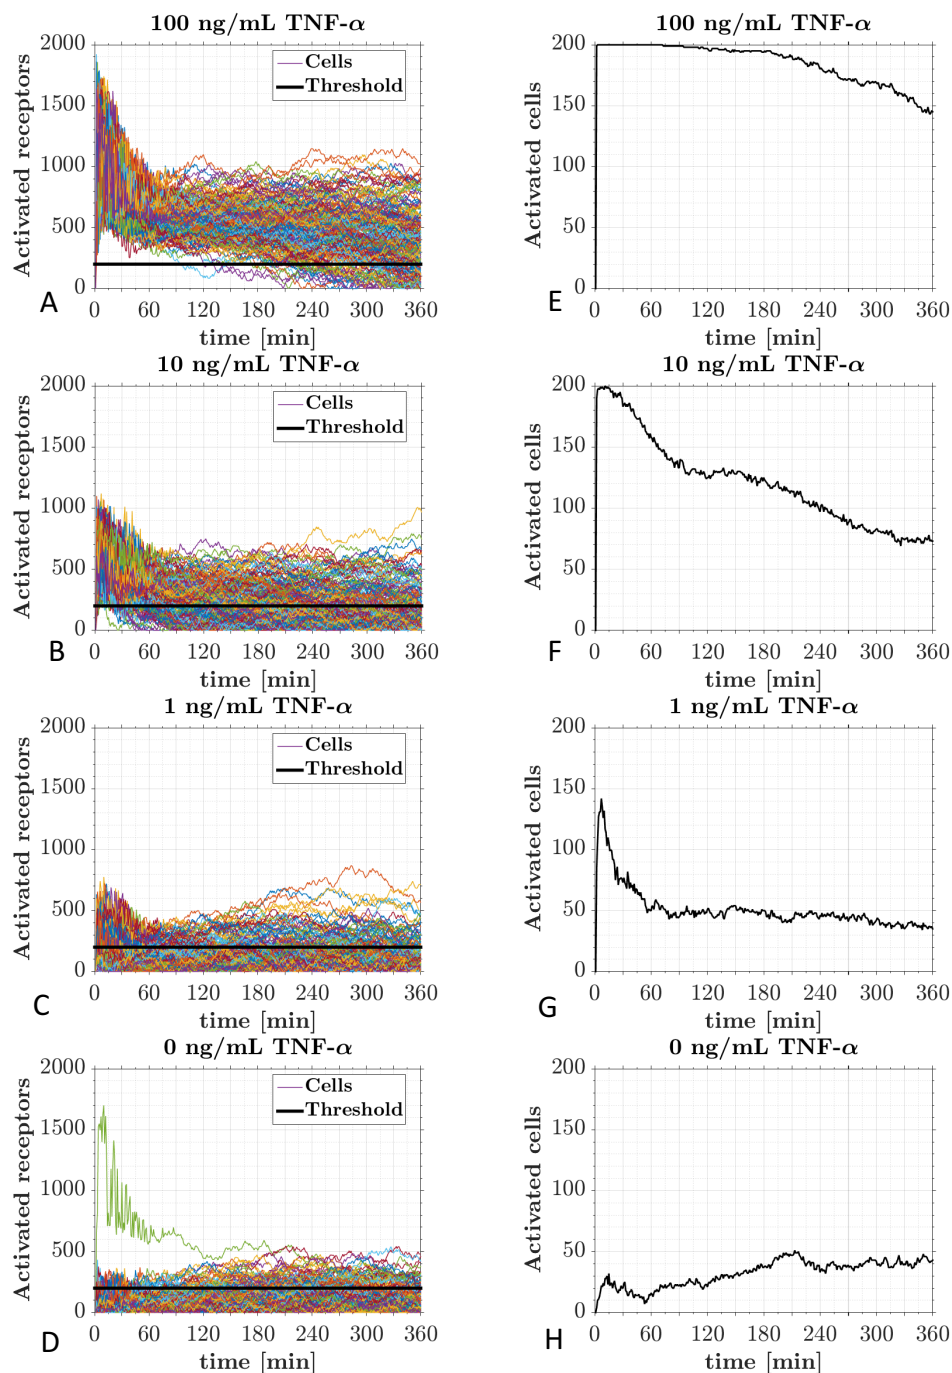 100 ng/mL TNF-α
Activated receptors
2000
1500
1000
500
0
Cells
Threshold
0 60 120 180 240 300 360
time [min]
A
100 ng/mL TNF-α
Activated cells
200
150
100
50
0
0 60 120 180 240 300 360
time [min]
E
10 ng/mL TNF-α
Activated receptors
2000
1500
1000
500
0
Cells
Threshold
0 60 120 180 240 300 360
time [min]
B
10 ng/mL TNF-α
Activated cells
200
150
100
50
0
0 60 120 180 240 300 360
time [min]
F
1 ng/mL TNF-α
Activated receptors
2000
1500
1000
500
0
Cells
Threshold
0 60 120 180 240 300 360
time [min]
C
1 ng/mL TNF-α
Activated cells
200
150
100
50
0
0 60 120 180 240 300 360
time [min]
G
0 ng/mL TNF-α
Activated receptors
2000
1500
1000
500
0
Cells
Threshold
0 60 120 180 240 300 360
time [min]
D
0 ng/mL TNF-α
Activated cells
200
150
100
50
0
0 60 120 180 240 300 360
time [min]
H